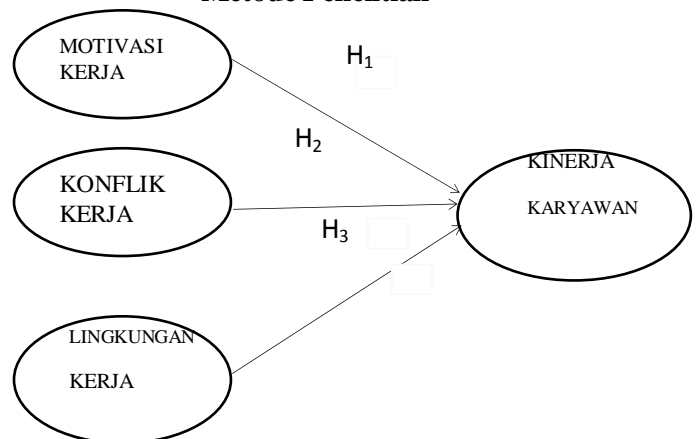 Metode Penelitian
MOTIVASI
KERJA
H1
H2
KONFLIK
KERJA
H3
KINERJA
KARYAWAN
LINGKUNGAN
KERJA